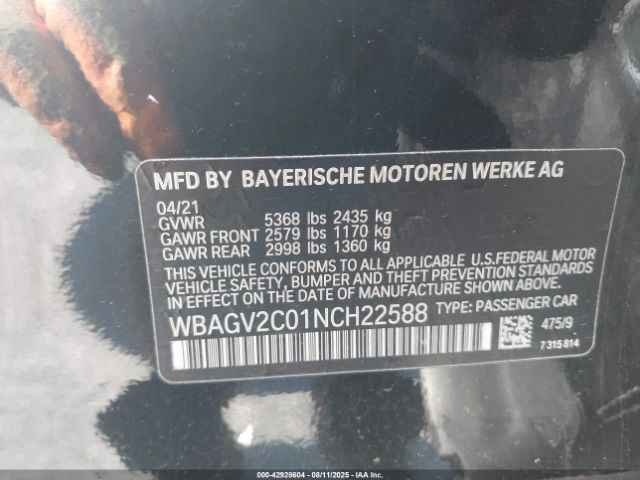 MFD BY BAYERISCHE MOTOREN WERKE AG
04/21
GVWR 5368 lbs 2435 kg
GAWR FRONT 2579 lbs 1170 kg
GAWR REAR 2998 lbs 1360 kg
THIS VEHICLE CONFORMS TO ALL APPLICABLE U.S.FEDERAL MOTOR
VEHICLE SAFETY, BUMPER, AND THEFT PREVENTION STANDARDS
IN EFFECT ON THE DATE OF MANUFACTURE SHOWN ABOVE.
WBAGV2C01NCH22588 TYPE: PASSENGER CAR
475/9
7315814
000-42928604 - 08/11/2025 - IAAI.COM